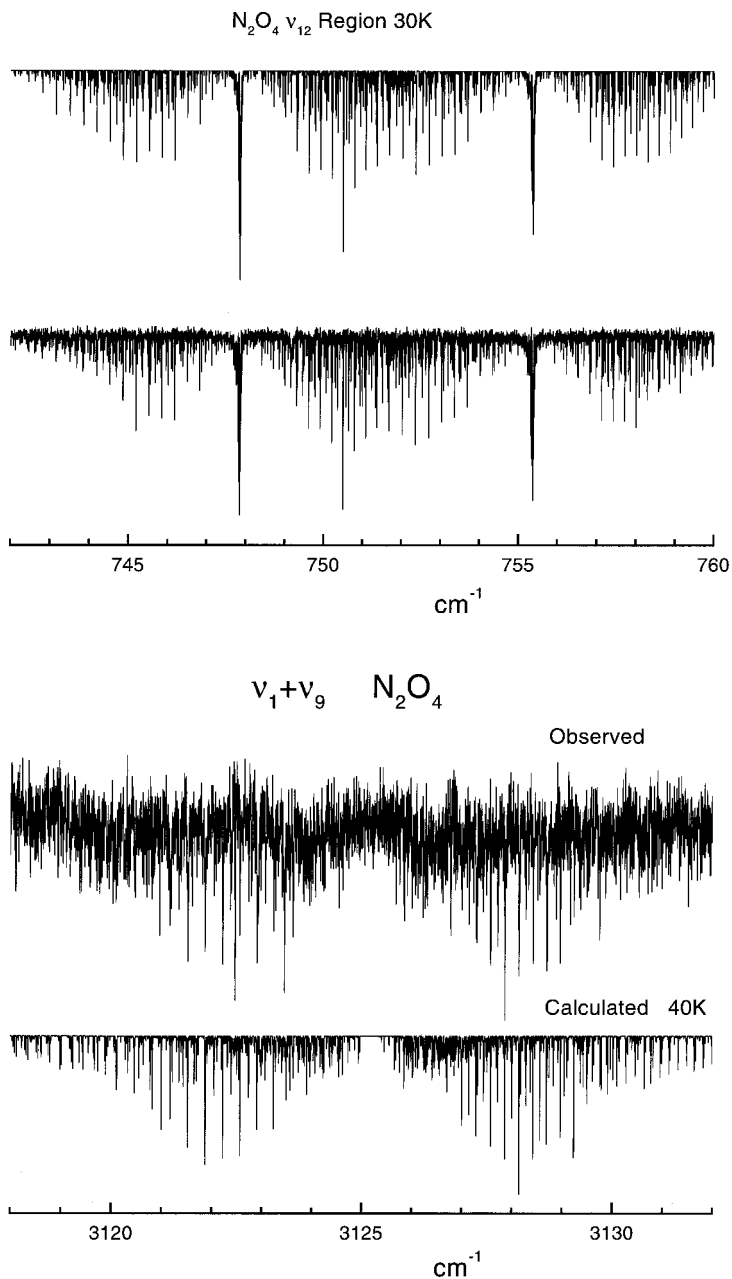 N₂O₄ ν₁₂ Region 30K
745 750 755 760
cm⁻¹
ν₁+ν₉ N₂O₄
Observed
Calculated 40K
3120 3125 3130
cm⁻¹